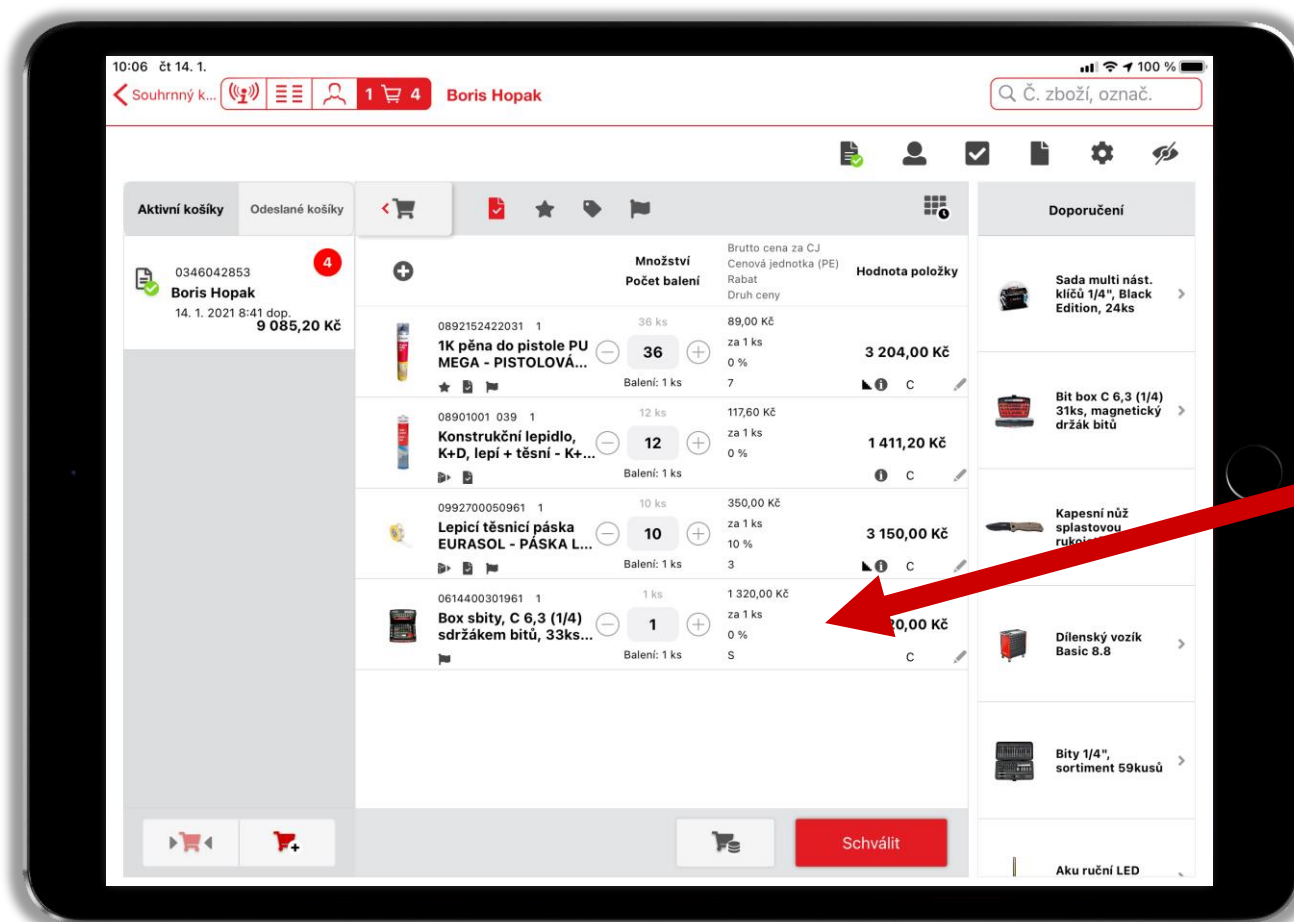 10:06 čt 14. 1.
100 %
Souhrnný k...
1 4
Boris Hopak
Č. zboží, označ.
Aktivní košíky
Odeslané košíky
Doporučení
0346042853
4
Boris Hopak
14. 1. 2021 8:41 dop.
9 085,20 Kč
Množství
Počet balení
Brutto cena za CJ
Cenová jednotka (PE)
Rabat
Druh ceny
Hodnota položky
0892152422031 1
1K pěna do pistole PU
MEGA - PISTOLOVÁ...
36 ks
36
Balení: 1 ks
89,00 Kč
za 1 ks
0 %
7
3 204,00 Kč
C
08901001 039 1
Konstrukční lepidlo,
K+D, lepí + těsní - K+...
12 ks
12
Balení: 1 ks
117,60 Kč
za 1 ks
0 %
1 411,20 Kč
C
0992700050961 1
Lepicí těsnicí páska
EURASOL - PÁSKA L...
10 ks
10
Balení: 1 ks
350,00 Kč
za 1 ks
10 %
3
3 150,00 Kč
C
0614400301961 1
Box sbity, C 6,3 (1/4)
sdržákem bitů, 33ks...
1 ks
1
Balení: 1 ks
1 320,00 Kč
za 1 ks
0 %
S
20,00 Kč
C
Sada multi nást.
klíčů 1/4", Black
Edition, 24ks
Bit box C 6,3 (1/4)
31ks, magnetický
držák bitů
Kapesní nůž
splastovou
Dílenský vozík
Basic 8.8
Bity 1/4",
sortiment 59kusů
Aku ruční LED
Schválit